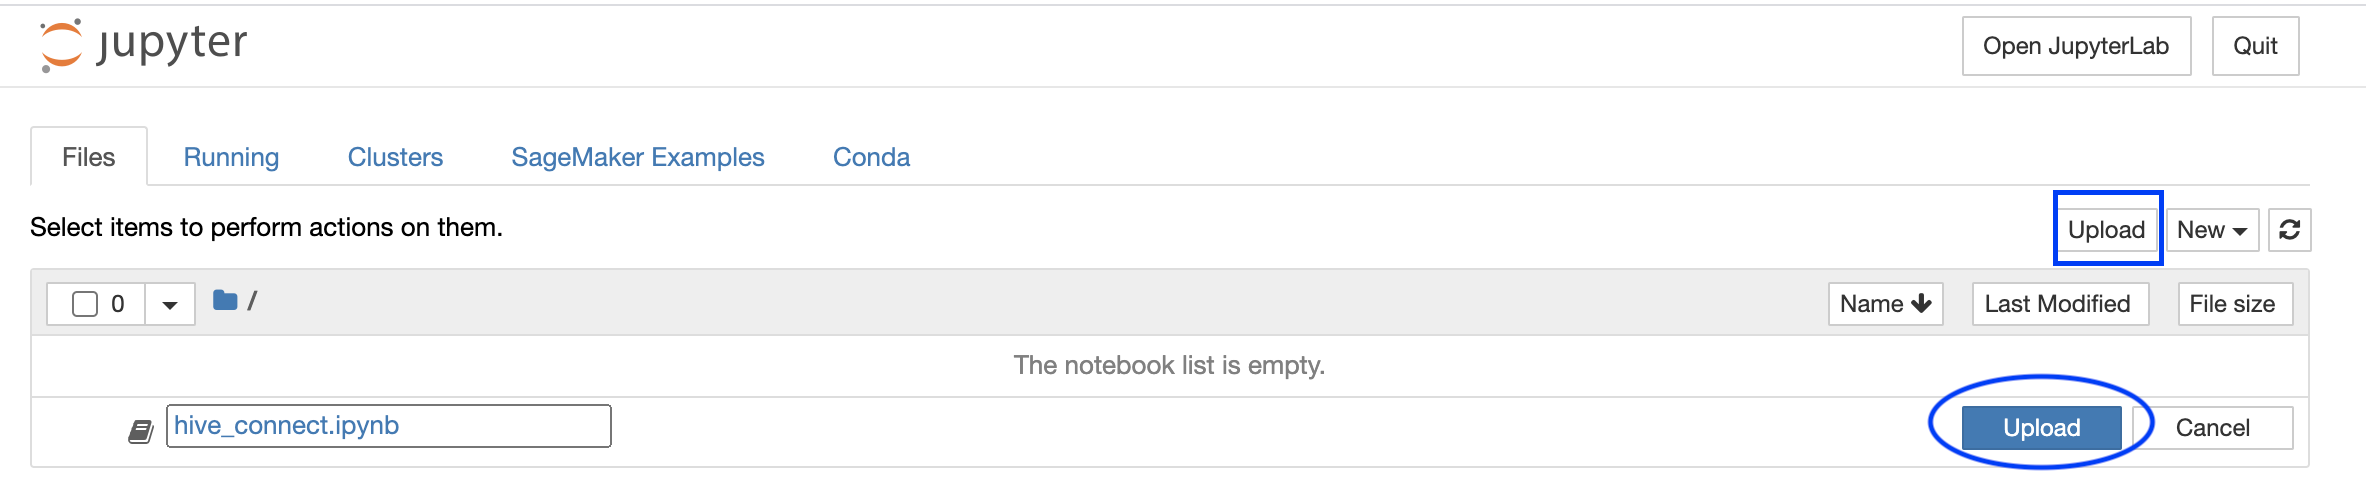 jupyter
Open JupyterLab
Quit
Files
Running
Clusters
SageMaker Examples
Conda
Select items to perform actions on them.
Upload
New
0
/
Name
Last Modified
File size
The notebook list is empty.
hive_connect.ipynb
Upload
Cancel